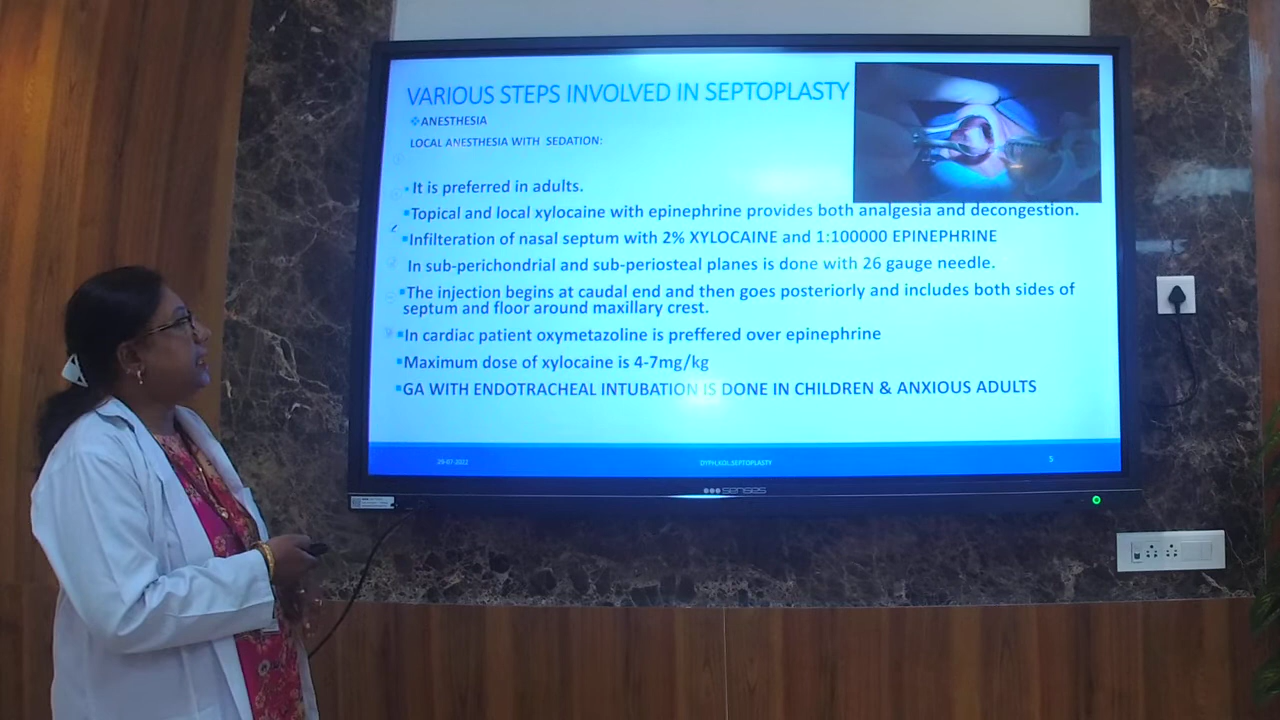 VARIOUS STEPS INVOLVED IN SEPTOPLASTY
ANESTHESIA
LOCAL ANESTHESIA WITH SEDATION:
It is preferred in adults.
Topical and local xylocaine with epinephrine provides both analgesia and decongestion.
Infilteration of nasal septum with 2% XYLOCAINE and 1:100000 EPINEPHRINE
In sub-perichondrial and sub-periosteal planes is done with 26 gauge needle.
The injection begins at caudal end and then goes posteriorly and includes both sides of
septum and floor around maxillary crest.
In cardiac patient oxymetazoline is preffered over epinephrine
Maximum dose of xylocaine is 4-7mg/kg
GA WITH ENDOTRACHEAL INTUBATION IS DONE IN CHILDREN & ANXIOUS ADULTS
29-07-2022 DYPH,KOL,SEPTOPLASTY 5
senses